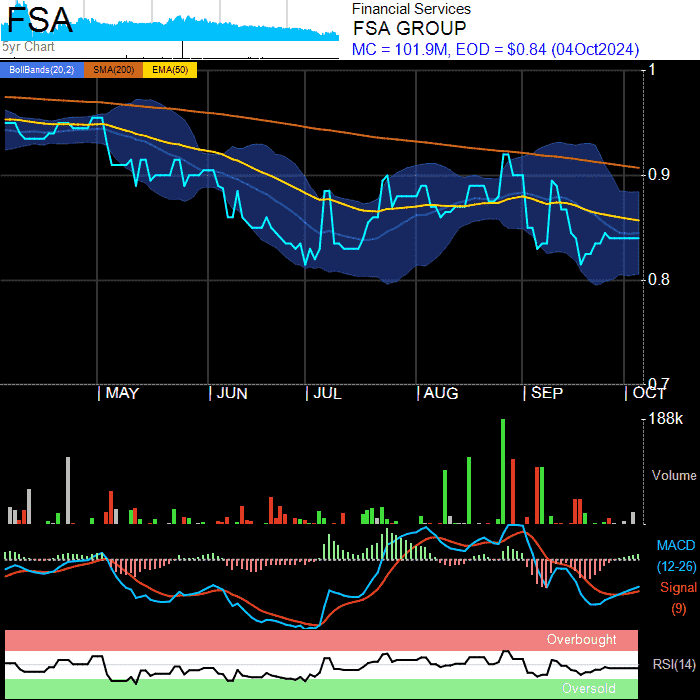 FSA
5yr Chart
Financial Services
FSA GROUP
MC = 101.9M, EOD = $0.84 (04Oct2024)
BollBands(20,2) SMA(200) EMA(50)
1
0.9
0.8
0.7
MAY JUN JUL AUG SEP OCT
188k
Volume
MACD
(12-26)
Signal
(9)
Overbought
RSI(14)
Oversold